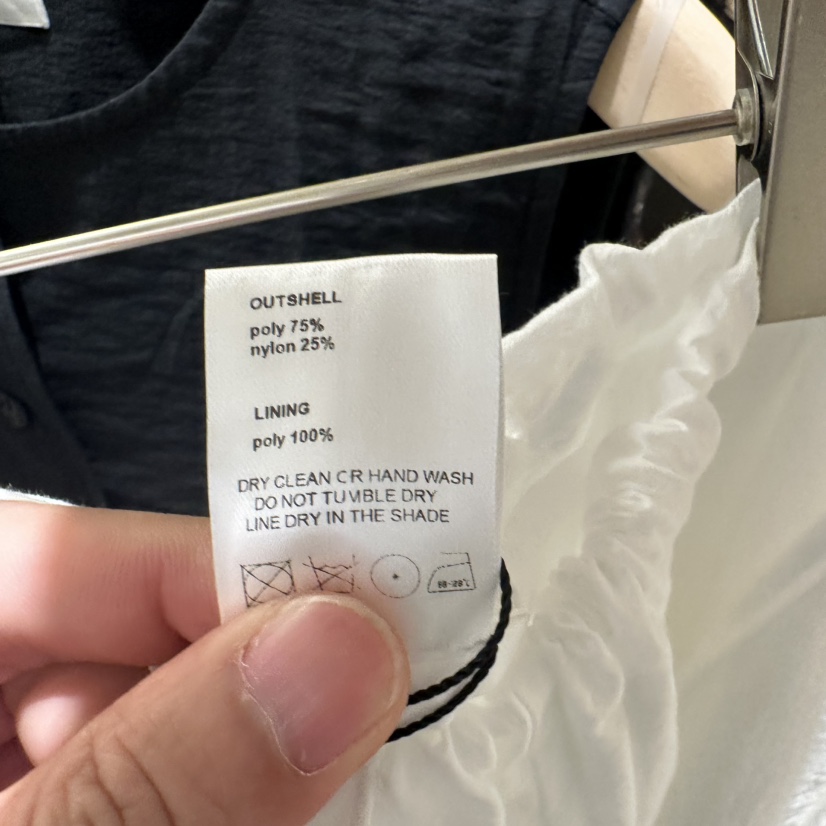 OUTSHELL
poly 75%
nylon 25%
LINING
poly 100%
DRY CLEAN OR HAND WASH
DO NOT TUMBLE DRY
LINE DRY IN THE SHADE